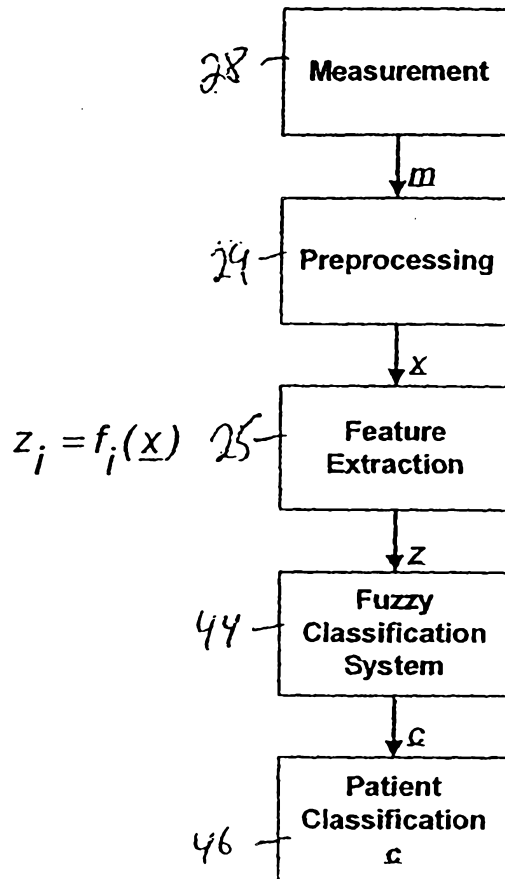 28
Measurement
m
24
Preprocessing
x
z_i = f_i(x)
25
Feature
Extraction
z
44
Fuzzy
Classification
System
c
46
Patient
Classification
c